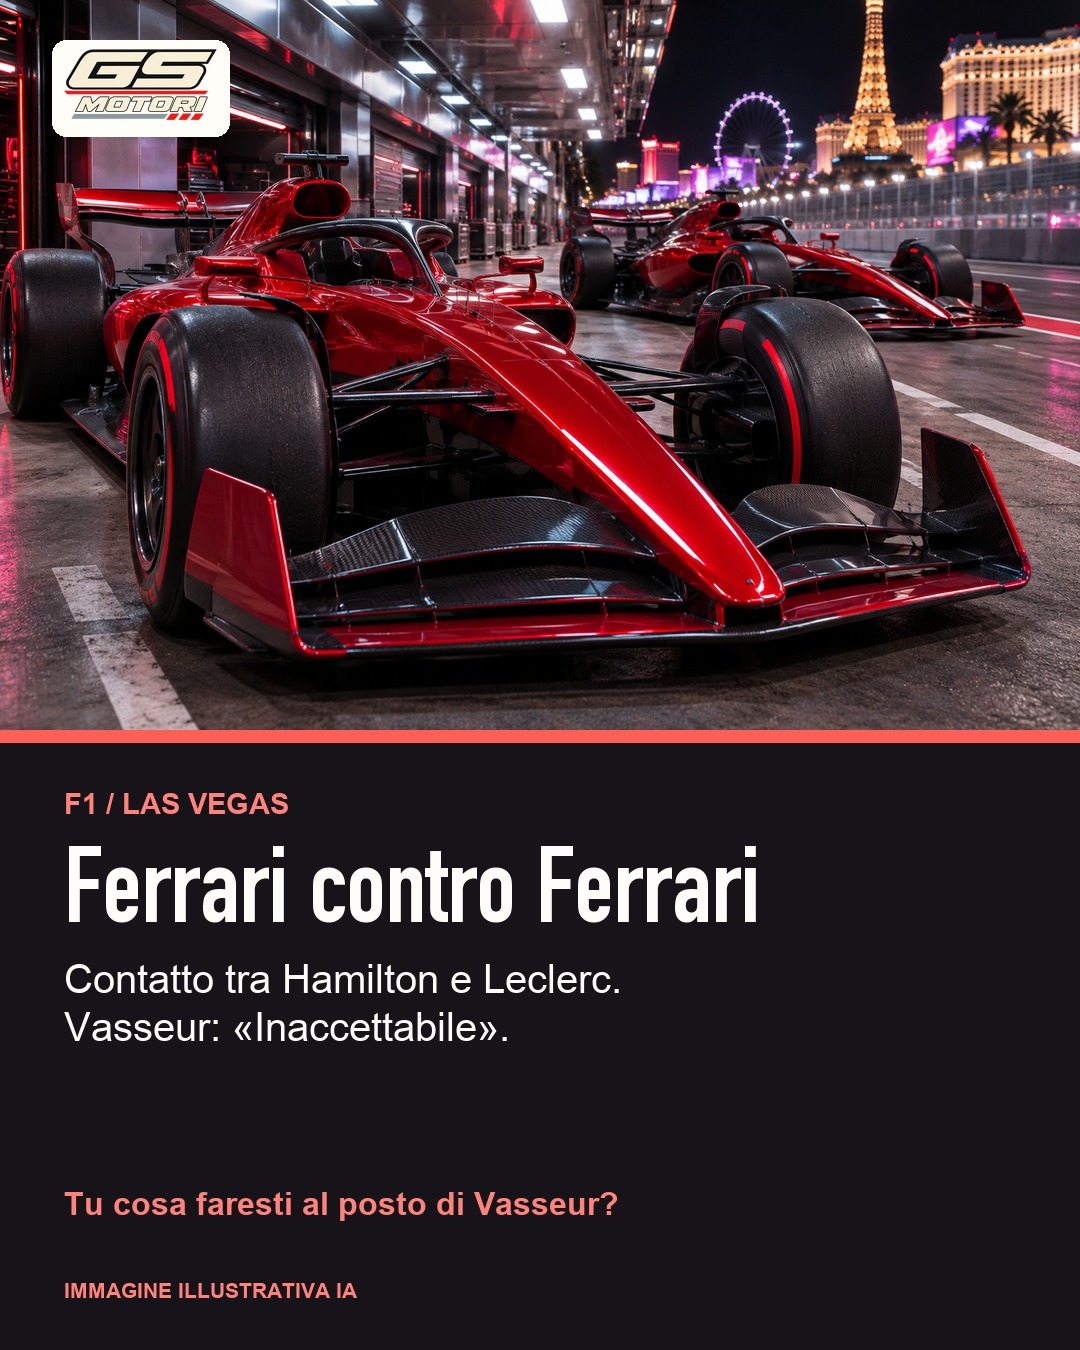 GS
MOTORI
F1 / LAS VEGAS
Ferrari contro Ferrari
Contatto tra Hamilton e Leclerc.
Vasseur: «Inaccettabile».
Tu cosa faresti al posto di Vasseur?
IMMAGINE ILLUSTRATIVA IA